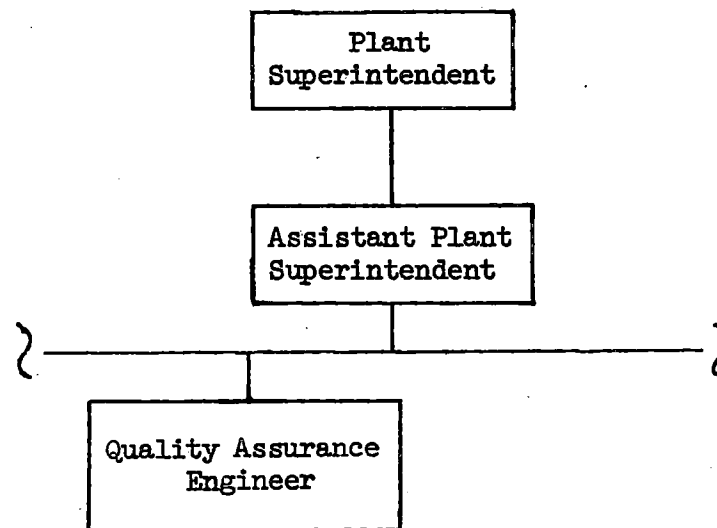 Plant
Superintendent
Assistant Plant
Superintendent
Quality Assurance
Engineer